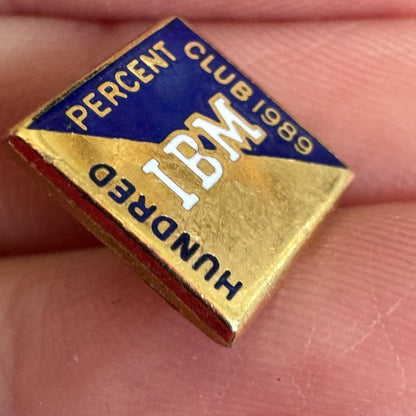 HUNDRED
PERCENT
CLUB 1989
IBM